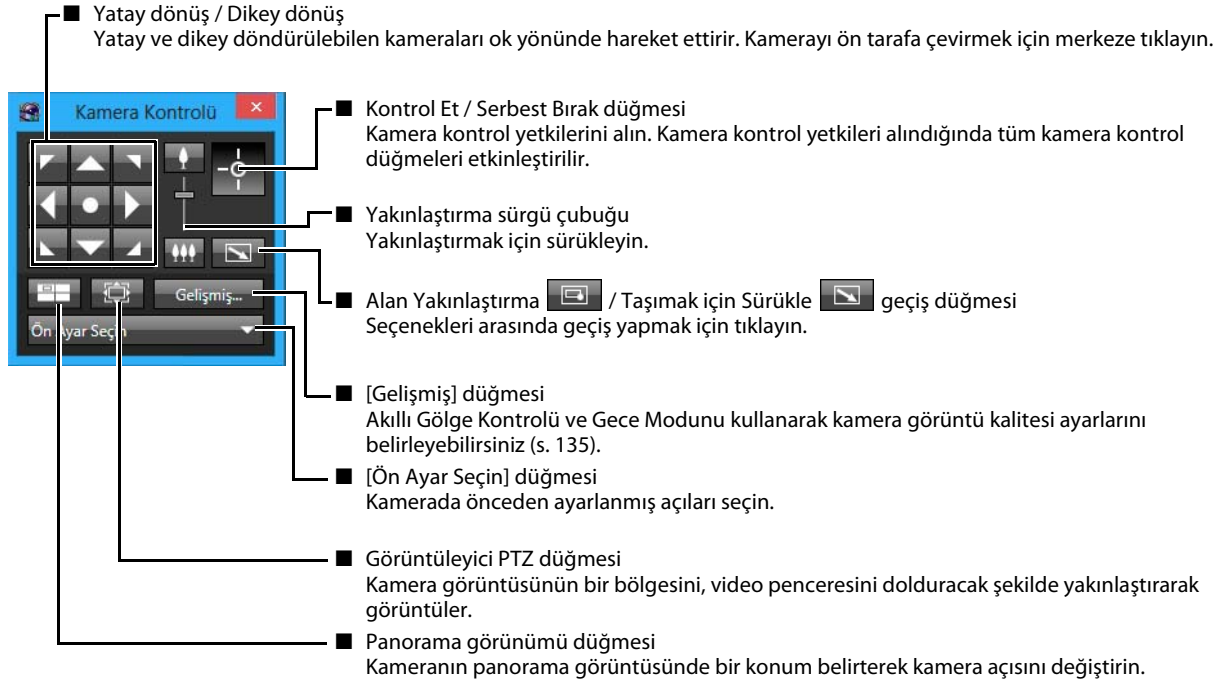 ■ Yatay dönüş / Dikey dönüş
Yatay ve dikey döndürülebilen kameraları ok yönünde hareket ettirir. Kamerayı ön tarafa çevirmek için merkeze tıklayın.
Kamera Kontrolü
■ Kontrol Et / Serbest Bırak düğmesi
Kamera kontrol yetkilerini alın. Kamera kontrol yetkileri alındığında tüm kamera kontrol
düğmeleri etkinleştirilir.
■ Yakınlaştırma sürgü çubuğu
Yakınlaştırmak için sürükleyin.
■ Alan Yakınlaştırma / Taşımak için Sürükle geçiş düğmesi
Seçenekleri arasında geçiş yapmak için tıklayın.
Gelişmiş...
Ön Ayar Seçin
■ [Gelişmiş] düğmesi
Akıllı Gölge Kontrolü ve Gece Modunu kullanarak kamera görüntü kalitesi ayarlarını
belirleyebilirsiniz (s. 135).
■ [Ön Ayar Seçin] düğmesi
Kamerada önceden ayarlanmış açıları seçin.
■ Görüntüleyici PTZ düğmesi
Kamera görüntüsünün bir bölgesini, video penceresini dolduracak şekilde yakınlaştırarak
görüntüler.
■ Panorama görünümü düğmesi
Kameranın panorama görüntüsünde bir konum belirterek kamera açısını değiştirin.